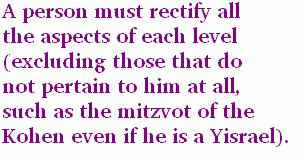 A person must rectify all
the aspects of each level
(excluding those that do
not pertain to him at all,
such as the mitzvot of the
Kohen even if he is a Yisrael).